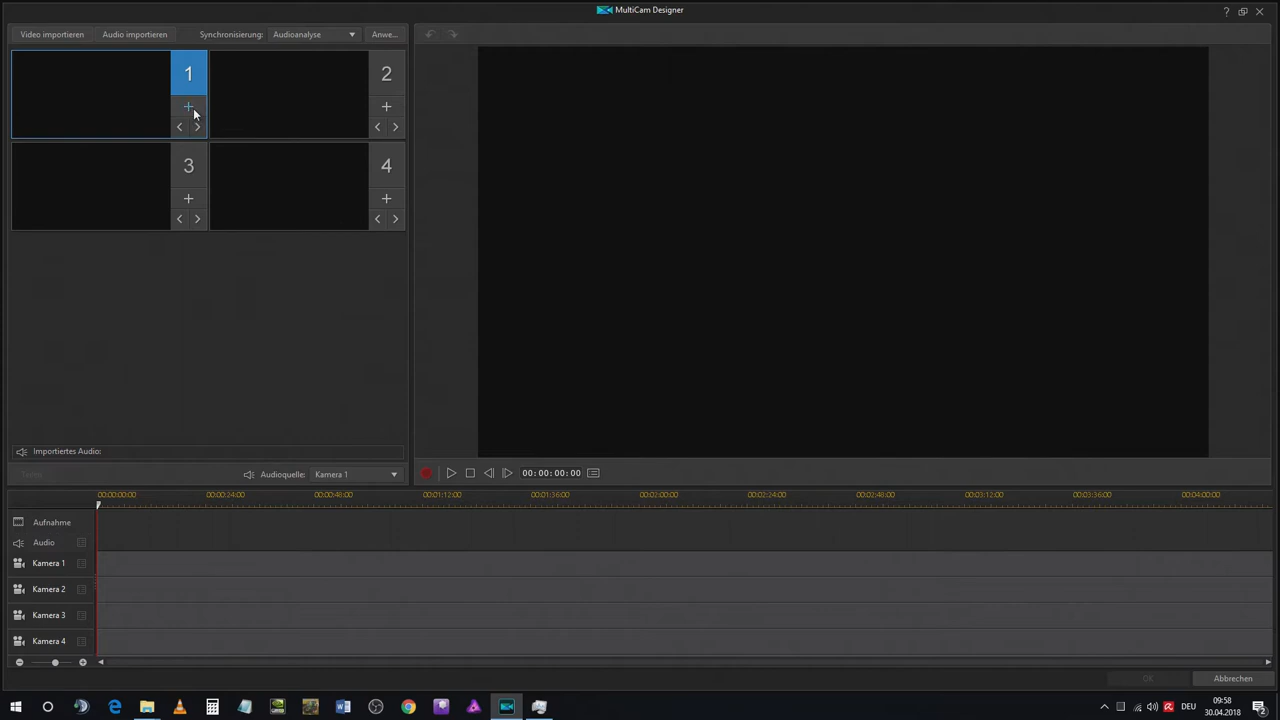 MultiCam Designer
?
Video importieren Audio importieren Synchronisierung: Audioanalyse Anwe...
1 2
3 4
Importiertes Audio:
Audioquelle: Kamera 1
00:00:00:00
00:00:00:00 00:00:24:00 00:00:48:00 00:01:12:00 00:01:36:00 00:02:00:00 00:02:24:00 00:02:48:00 00:03:12:00 00:03:36:00 00:04:00:00
Aufnahme
Audio
Kamera 1
Kamera 2
Kamera 3
Kamera 4
OK Abbrechen
DEU 09:58
30.04.2018 2